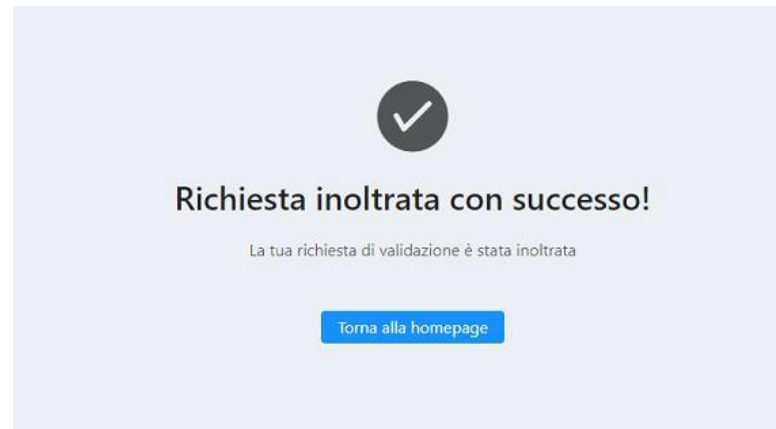 Richiesta inoltrata con successo!
La tua richiesta di validazione è stata inoltrata
Torna alla homepage